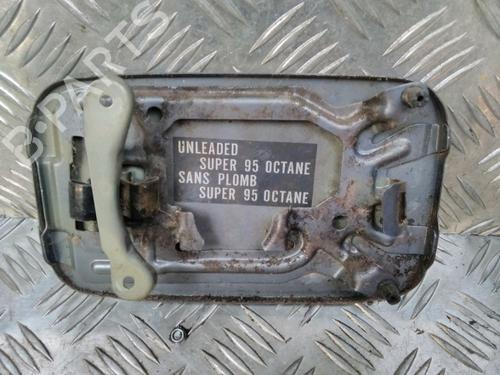 B-PARTS
UNLEADED
SUPER 95 OCTANE
SANS PLOMB
SUPER 95 OCTANE